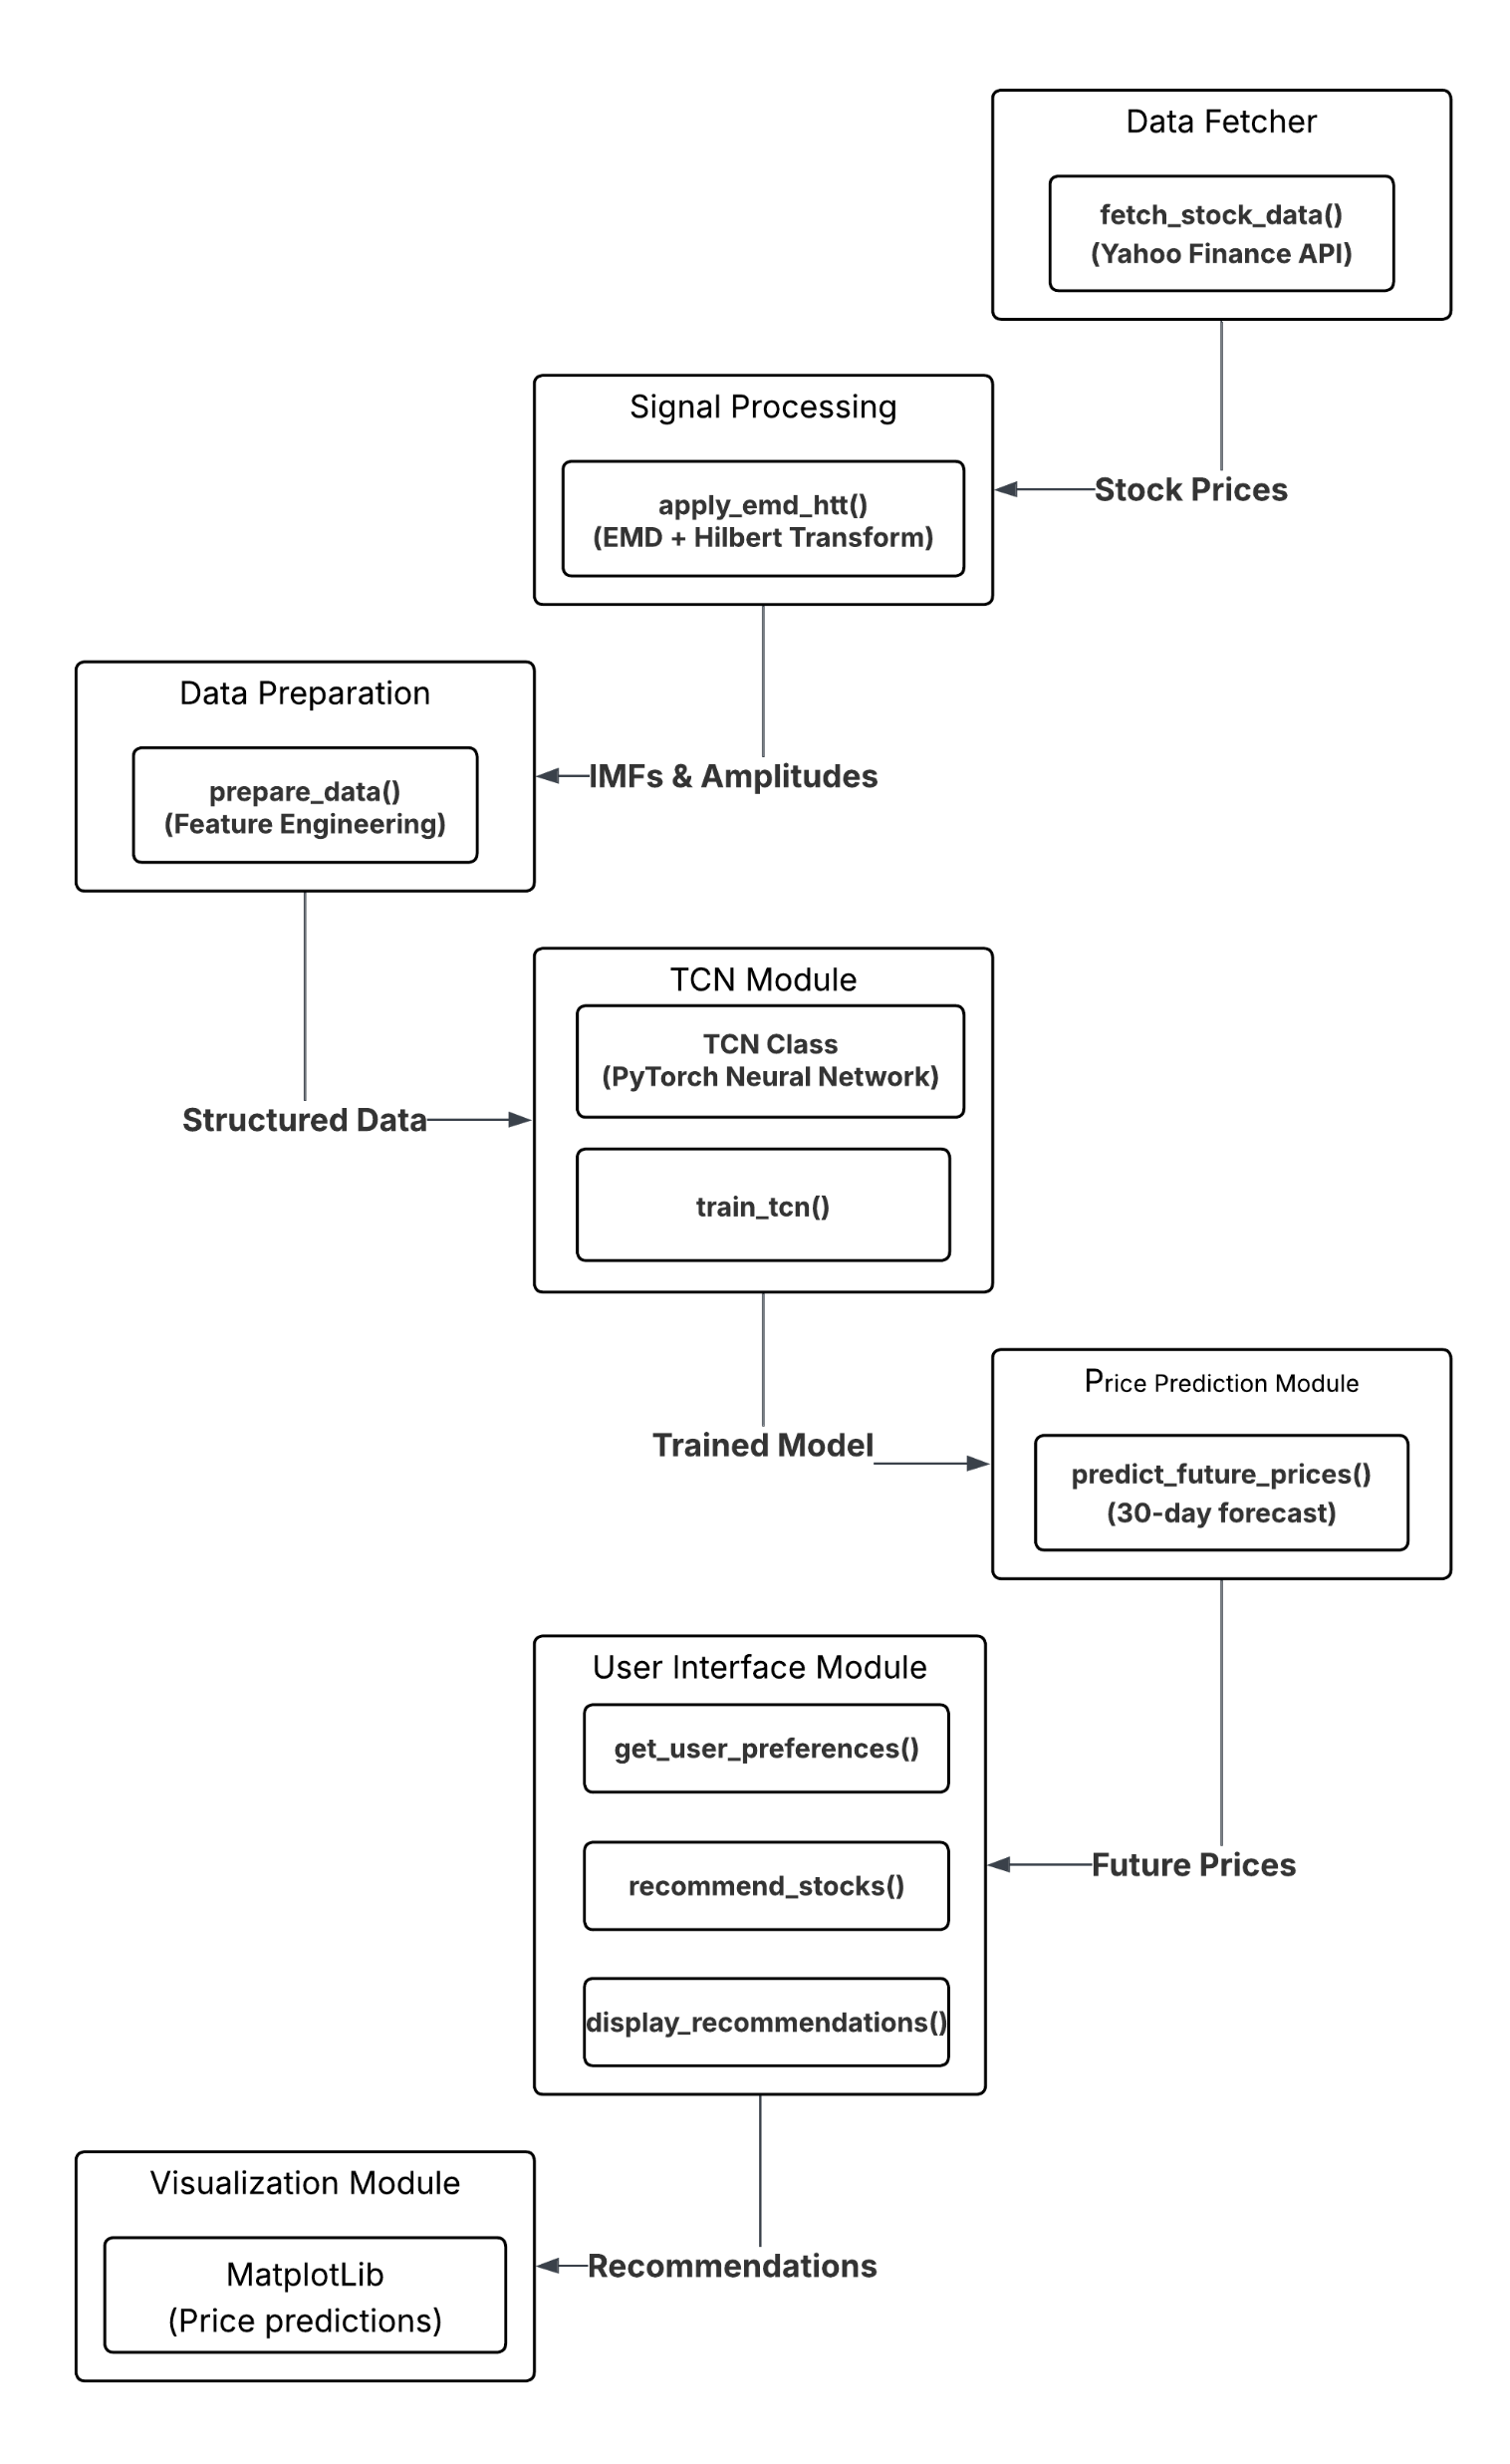 Data Fetcher
fetch_stock_data()
(Yahoo Finance API)
Signal Processing
apply_emd_htt()
(EMD + Hilbert Transform)
Stock Prices
Data Preparation
prepare_data()
(Feature Engineering)
IMFs & Amplitudes
TCN Module
TCN Class
(PyTorch Neural Network)
Structured Data
train_tcn()
Price Prediction Module
Trained Model
predict_future_prices()
(30-day forecast)
User Interface Module
get_user_preferences()
recommend_stocks()
Future Prices
display_recommendations()
Visualization Module
MatplotLib
(Price predictions)
Recommendations